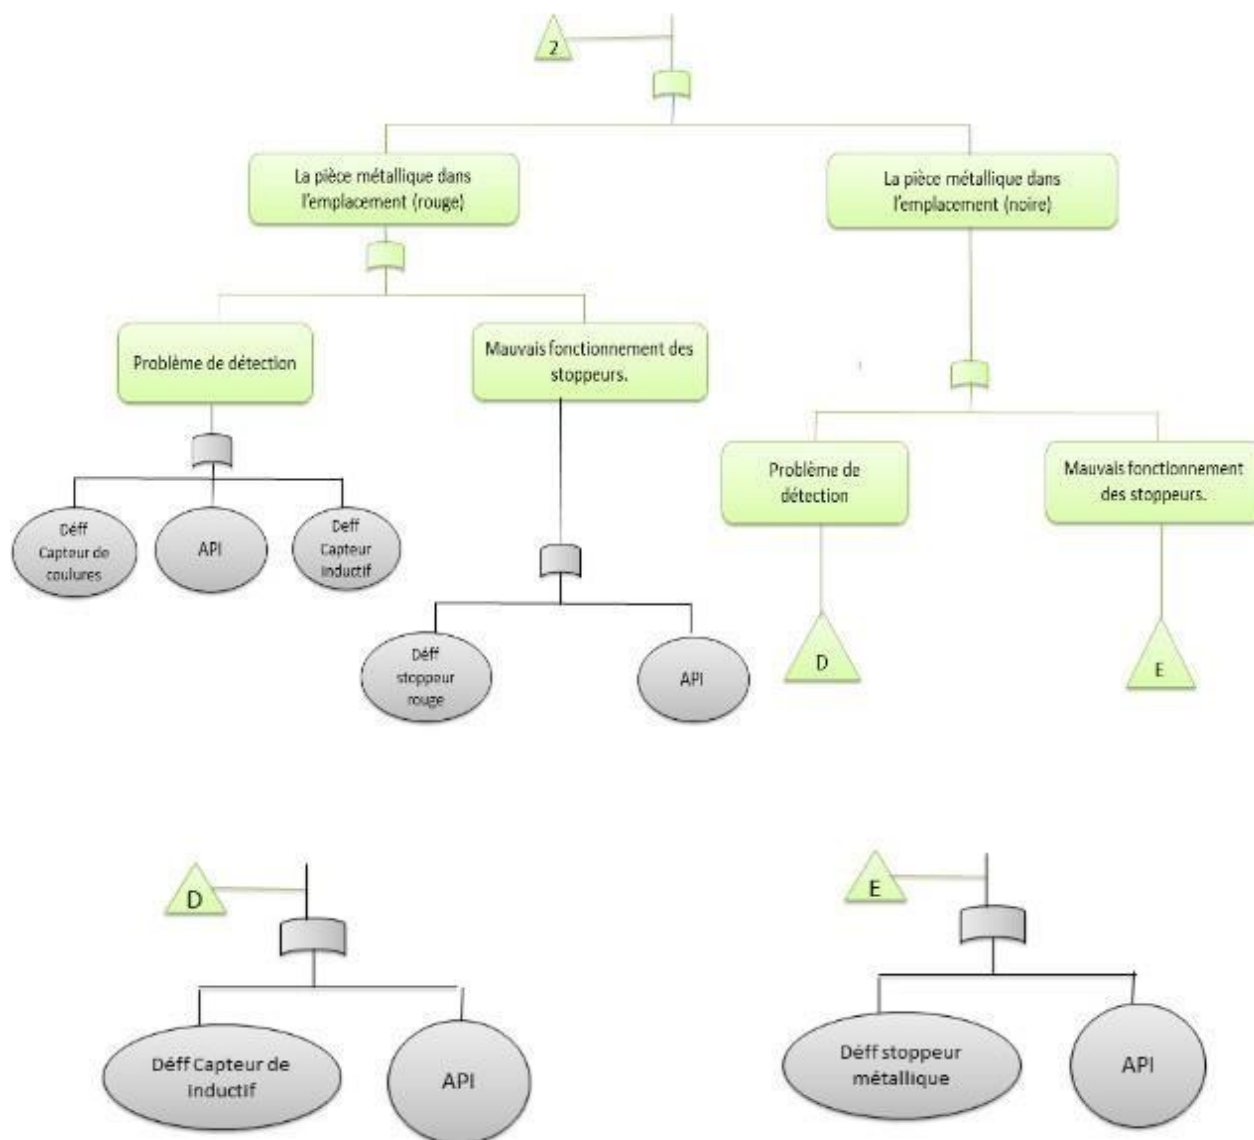 2
La pièce métallique dans
l'emplacement (rouge)
La pièce métallique dans
l'emplacement (noire)
Problème de détection
Mauvais fonctionnement des
stoppeurs.
Problème de
détection
Mauvais fonctionnement
des stoppeurs.
Déff
Capteur de
coulures
API
Deff
Capteur
inductif
Déff
stoppeur
rouge
API
D
E
D
E
Déff Capteur de
inductif
API
Déff stoppeur
métallique
API